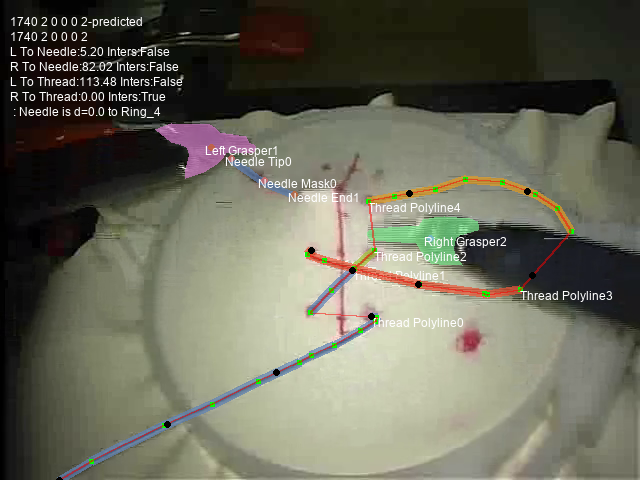 1740 2 0 0 0 2-predicted
1740 2 0 0 0 2
L To Needle:5.20 Inters:False
R To Needle:82.02 Inters:False
L To Thread:113.48 Inters:False
R To Thread:0.00 Inters:True
: Needle is d=0.0 to Ring_4
Left Grasper1
Needle Tip0
Needle Mask0
Needle End1
Thread Polyline4
Right Grasper2
Thread Polyline2
Thread Polyline1
Thread Polyline3
Thread Polyline0